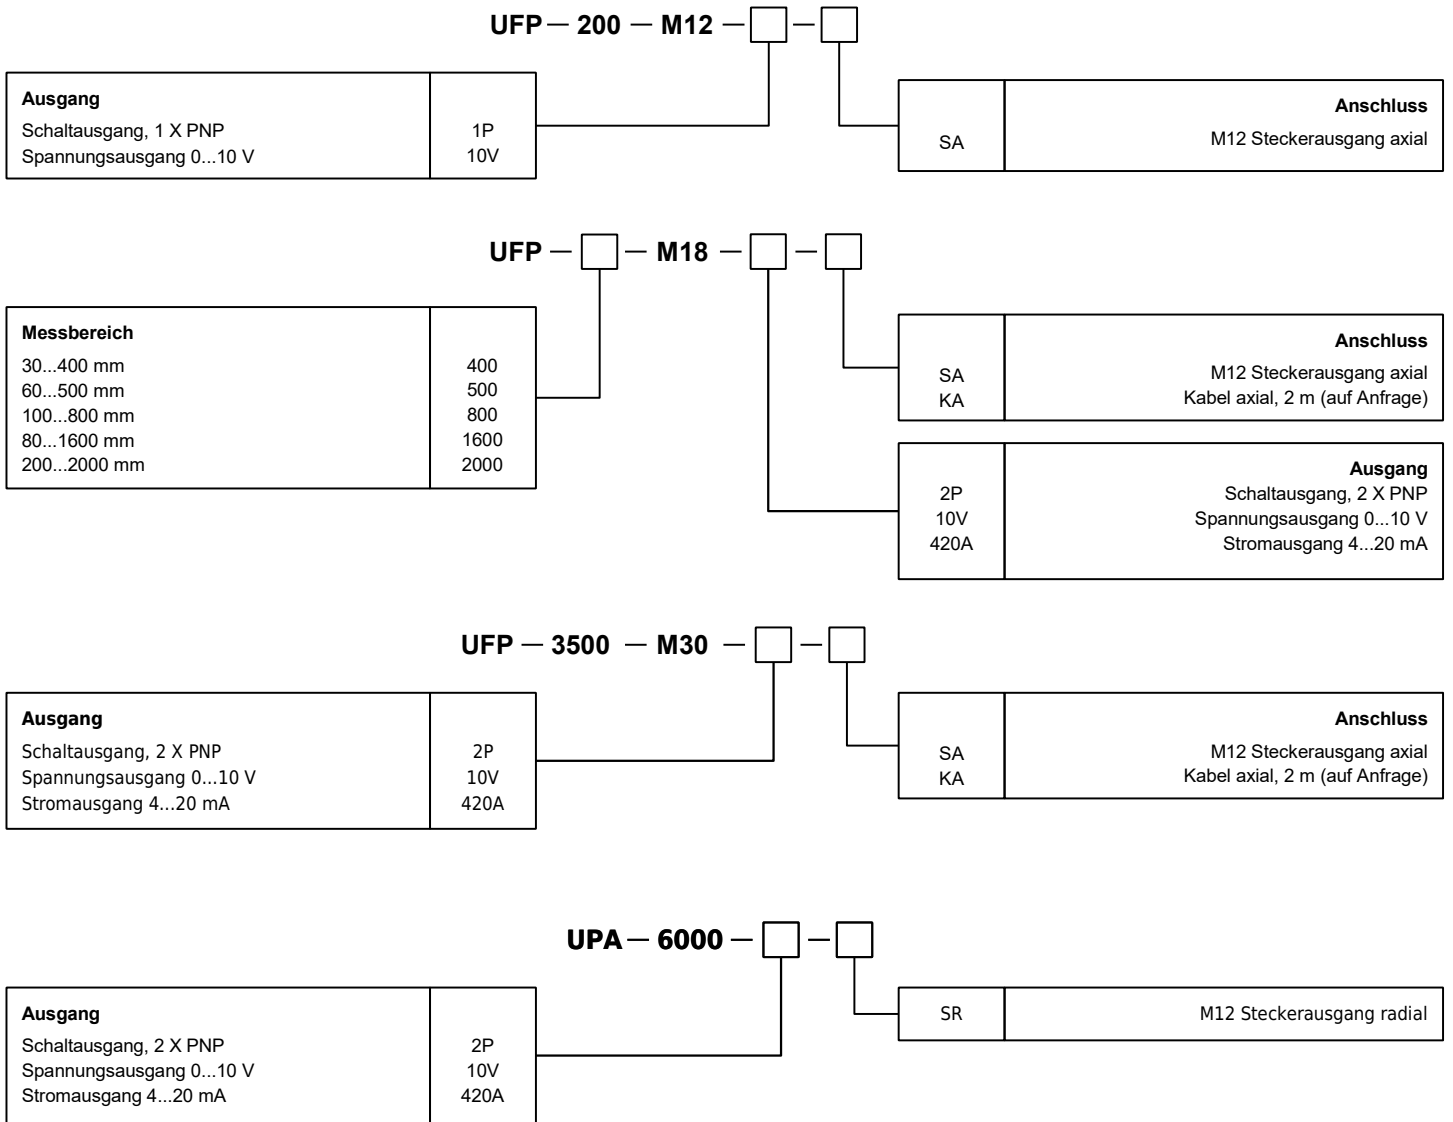 UFP — 200 — M12 — □ — □
Ausgang
Schaltausgang, 1 X PNP 1P
Spannungsausgang 0...10 V 10V
Anschluss
SA M12 Steckerausgang axial
UFP — □ — M18 — □ — □
Messbereich
30...400 mm 400
60...500 mm 500
100...800 mm 800
80...1600 mm 1600
200...2000 mm 2000
Anschluss
SA M12 Steckerausgang axial
KA Kabel axial, 2 m (auf Anfrage)
Ausgang
2P Schaltausgang, 2 X PNP
10V Spannungsausgang 0...10 V
420A Stromausgang 4...20 mA
UFP — 3500 — M30 — □ — □
Ausgang
Schaltausgang, 2 X PNP 2P
Spannungsausgang 0...10 V 10V
Stromausgang 4...20 mA 420A
Anschluss
SA M12 Steckerausgang axial
KA Kabel axial, 2 m (auf Anfrage)
UPA — 6000 — □ — □
Ausgang
Schaltausgang, 2 X PNP 2P
Spannungsausgang 0...10 V 10V
Stromausgang 4...20 mA 420A
SR M12 Steckerausgang radial